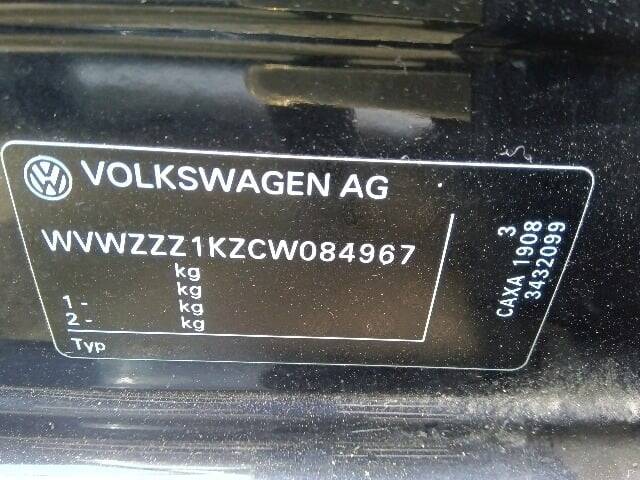 VOLKSWAGEN AG
WVWZZZ1KZCW084967
kg
kg
1- kg
2- kg
Typ
3
CAXA 1908
3432099